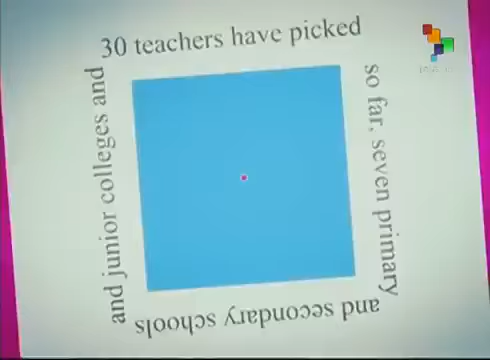 30 teachers have picked
so far, seven primary
and secondary schools
and junior colleges and